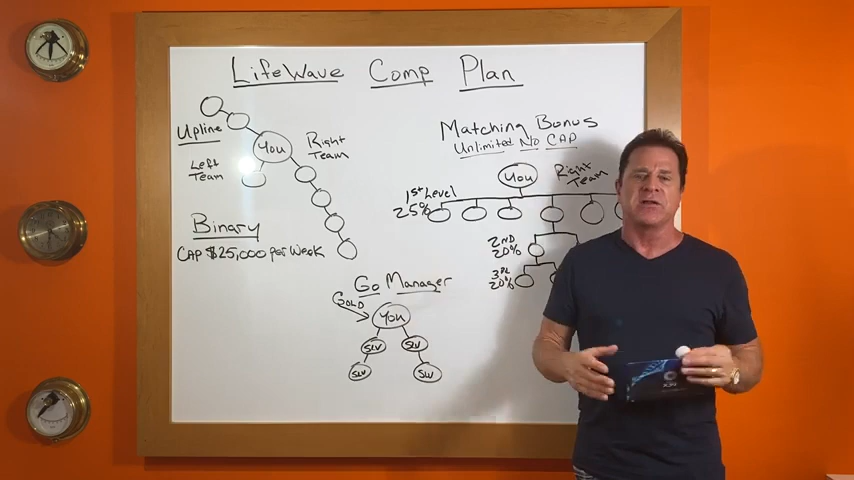 LifeWave Comp Plan
Upline
You
Right
Team
Left
Team
Binary
CAP $25,000 per Week
Matching Bonus
Unlimited No CAP
You
Right
Team
1st Level
25%
2ND
20%
3RD
20%
Go Manager
GOLD
You
SLV
SLV
SLV
SLV